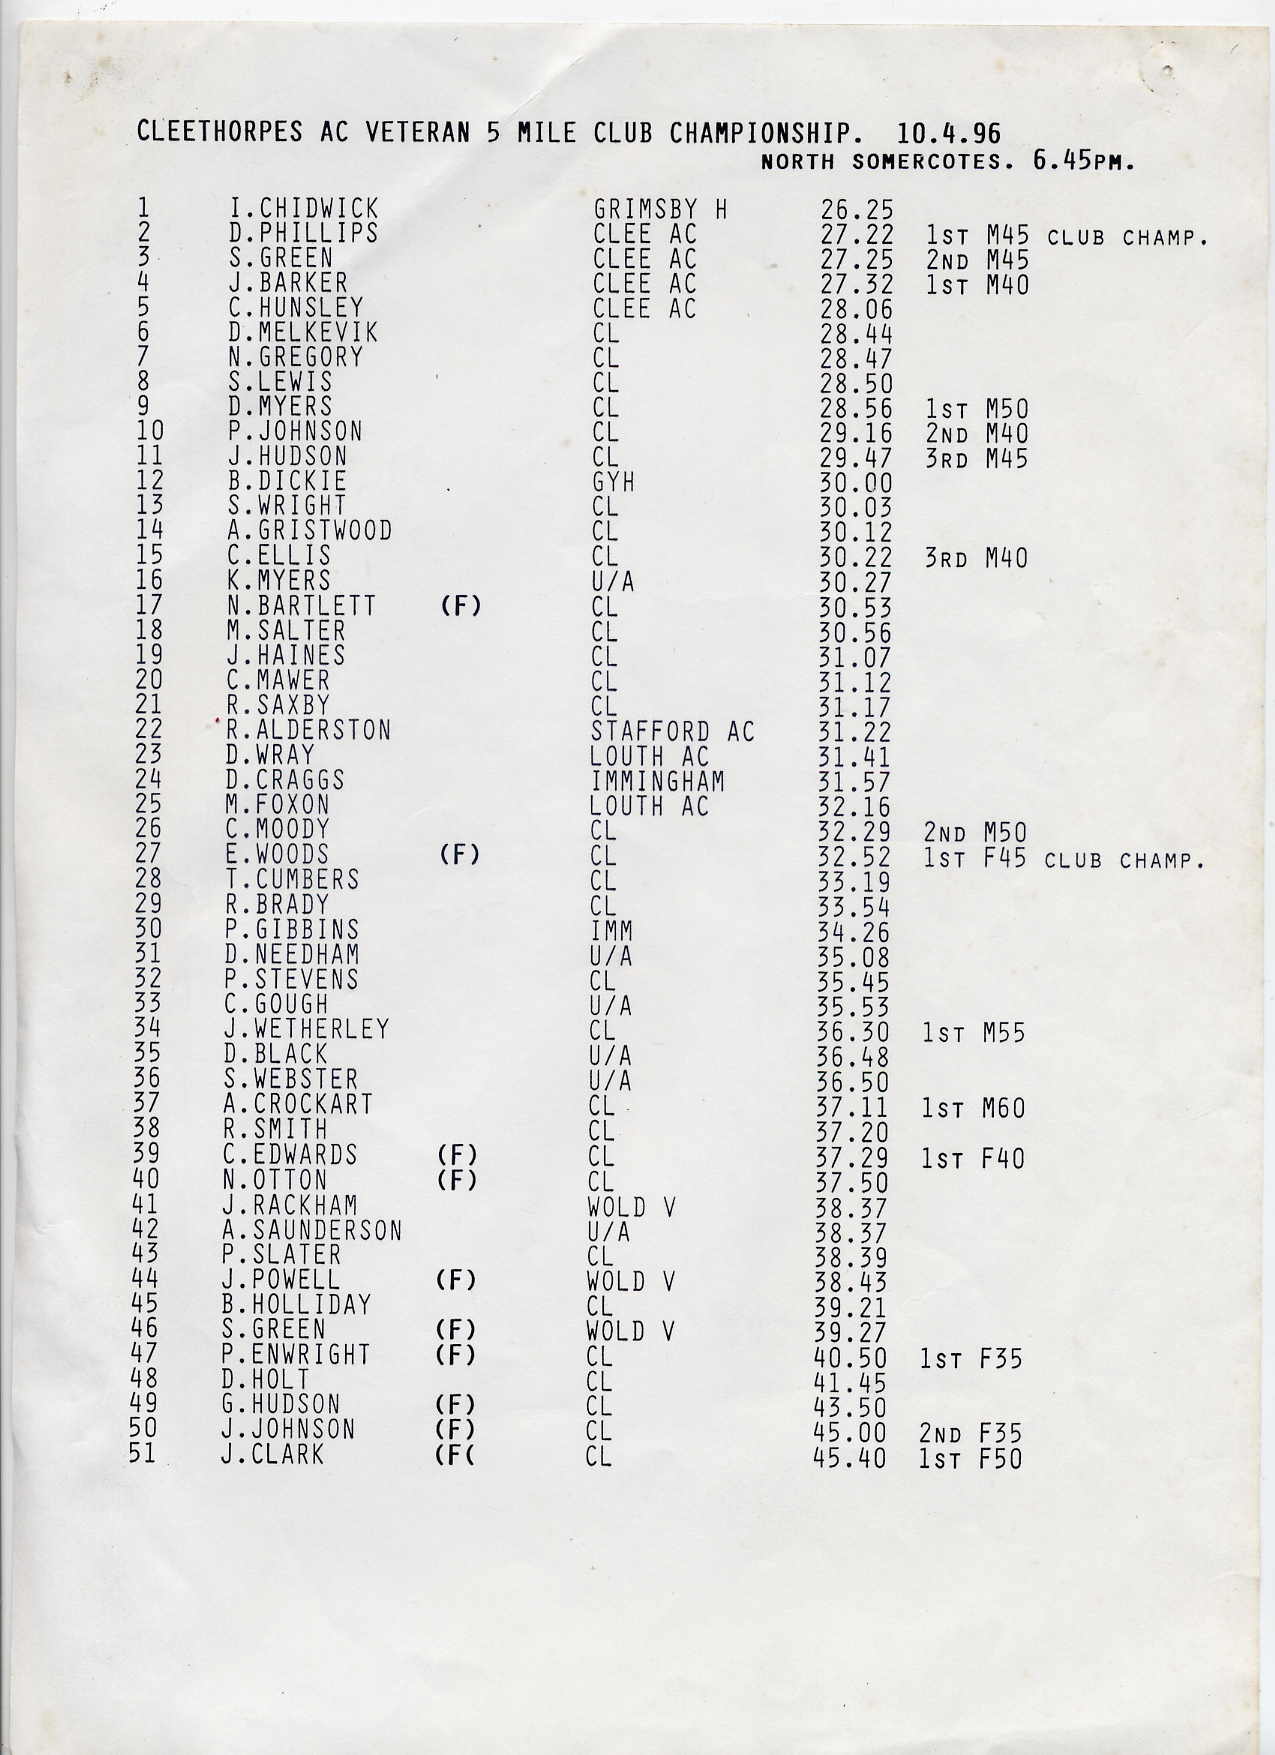 CLEETHORPES AC VETERAN 5 MILE CLUB CHAMPIONSHIP. 10.4.96
NORTH SOMERCOTES. 6.45PM.
1 I.CHIDWICK GRIMSBY H 26.25
2 D.PHILLIPS CLEE AC 27.22 1ST M45 CLUB CHAMP.
3 S.GREEN CLEE AC 27.25 2ND M45
4 J.BARKER CLEE AC 27.32 1ST M40
5 C.HUNSLEY CLEE AC 28.06
6 D.MELKEVIK CL 28.44
7 N.GREGORY CL 28.47
8 S.LEWIS CL 28.50
9 D.MYERS CL 28.56 1ST M50
10 P.JOHNSON CL 29.16 2ND M40
11 J.HUDSON CL 29.47 3RD M45
12 B.DICKIE GYH 30.00
13 S.WRIGHT CL 30.03
14 A.GRISTWOOD CL 30.12
15 C.ELLIS CL 30.22 3RD M40
16 K.MYERS U/A 30.27
17 N.BARTLETT (F) CL 30.53
18 M.SALTER CL 30.56
19 J.HAINES CL 31.07
20 C.MAWER CL 31.12
21 R.SAXBY CL 31.17
22 R.ALDERSTON STAFFORD AC 31.22
23 D.WRAY LOUTH AC 31.41
24 D.CRAGGS IMMINGHAM 31.57
25 M.FOXON LOUTH AC 32.16
26 C.MOODY CL 32.29 2ND M50
27 E.WOODS (F) CL 32.52 1ST F45 CLUB CHAMP.
28 T.CUMBERS CL 33.19
29 R.BRADY CL 33.54
30 P.GIBBINS IMM 34.26
31 D.NEEDHAM U/A 35.08
32 P.STEVENS CL 35.45
33 C.GOUGH U/A 35.53
34 J.WETHERLEY CL 36.30 1ST M55
35 D.BLACK U/A 36.48
36 S.WEBSTER U/A 36.50
37 A.CROCKART CL 37.11 1ST M60
38 R.SMITH CL 37.20
39 C.EDWARDS (F) CL 37.29 1ST F40
40 N.OTTON (F) CL 37.50
41 J.RACKHAM WOLD V 38.37
42 A.SAUNDERSON U/A 38.37
43 P.SLATER CL 38.39
44 J.POWELL (F) WOLD V 38.43
45 B.HOLLIDAY CL 39.21
46 S.GREEN (F) WOLD V 39.27
47 P.ENWRIGHT (F) CL 40.50 1ST F35
48 D.HOLT CL 41.45
49 G.HUDSON (F) CL 43.50
50 J.JOHNSON (F) CL 45.00 2ND F35
51 J.CLARK (F( CL 45.40 1ST F50